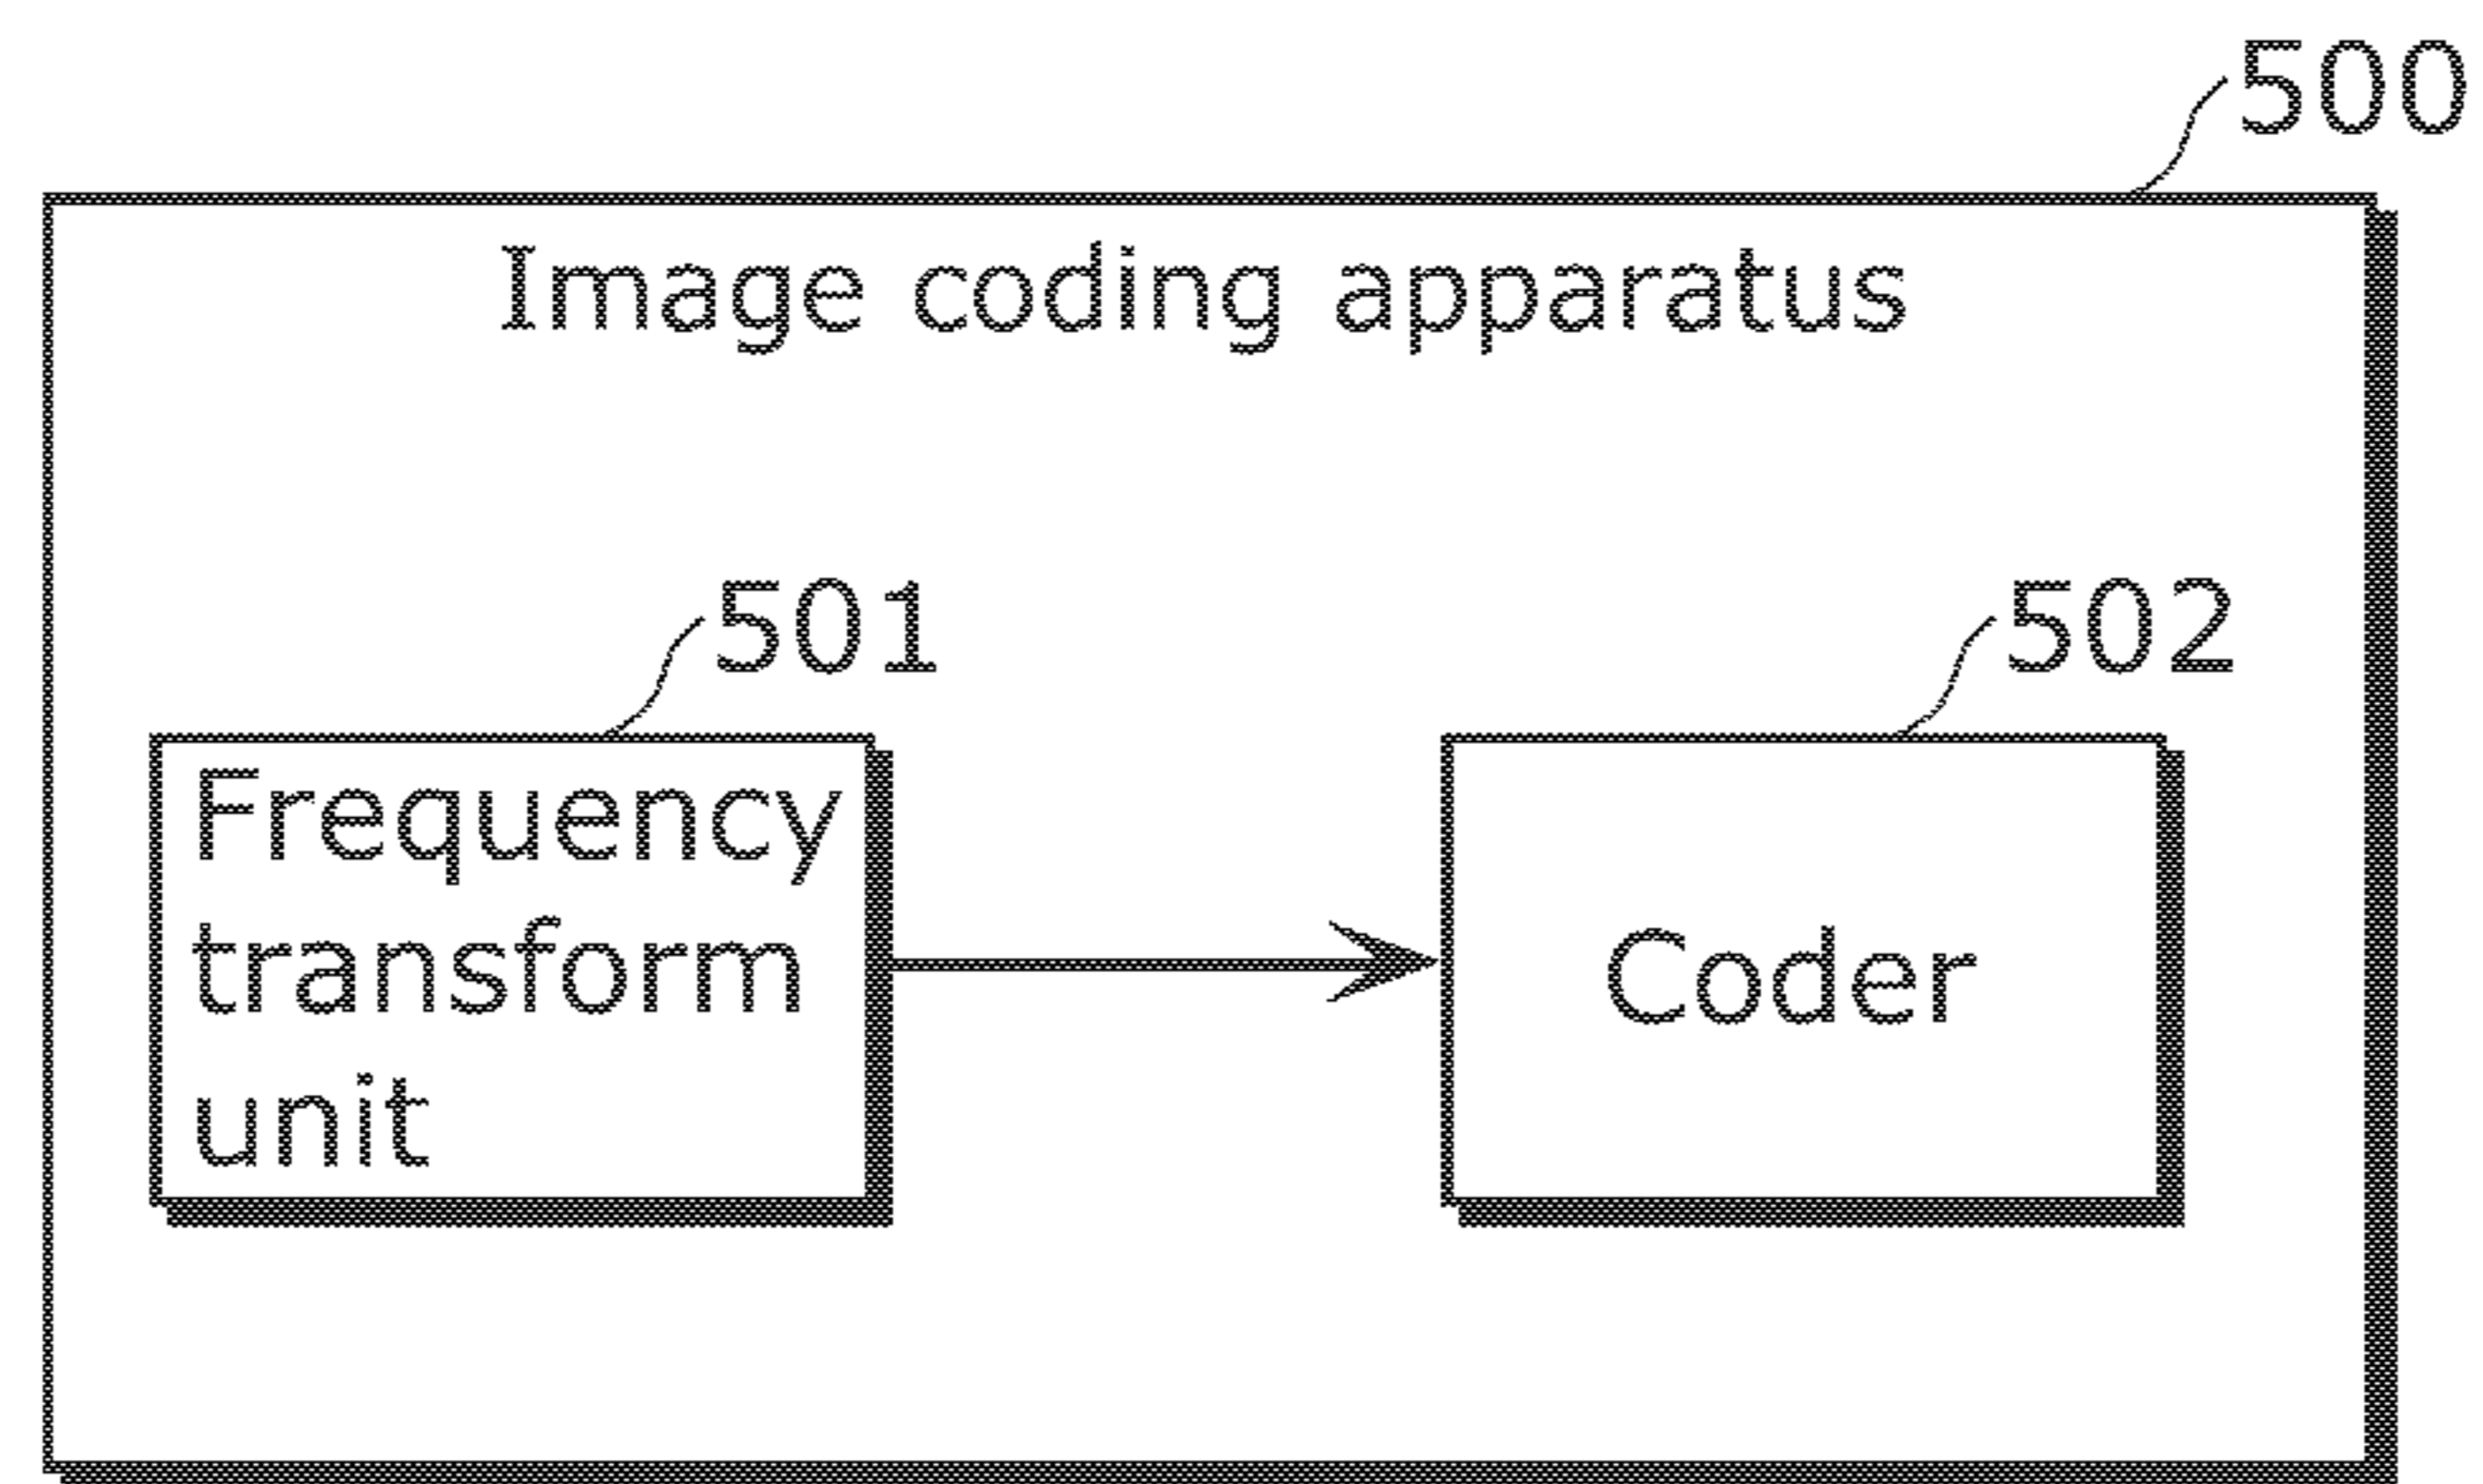 500
Image coding apparatus
501
502
Frequency
transform
unit
Coder